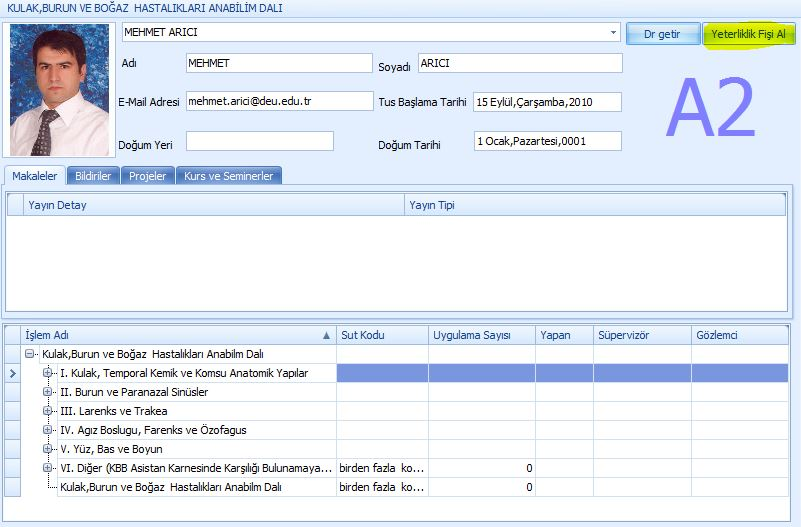 KULAK,BURUN VE BOĞAZ HASTALIKLARI ANABİLİM DALI
MEHMET ARICI
Dr getir
Yeterliklik Fişi Al
Adı
MEHMET
Soyadı
ARICI
E-Mail Adresi
mehmet.arici@deu.edu.tr
Tus Başlama Tarihi
15 Eylül,Çarşamba,2010
A2
Doğum Yeri
Doğum Tarihi
1 Ocak,Pazartesi,0001
Makaleler
Bildiriler
Projeler
Kurs ve Seminerler
Yayın Detay
Yayın Tipi
İşlem Adı
Sut Kodu
Uygulama Sayısı
Yapan
Süpervizör
Gözlemci
Kulak,Burun ve Boğaz Hastalıkları Anabilm Dalı
I. Kulak, Temporal Kemik ve Komsu Anatomik Yapılar
II. Burun ve Paranazal Sinüsler
III. Larenks ve Trakea
IV. Agız Boslugu, Farenks ve Özofagus
V. Yüz, Bas ve Boyun
VI. Diğer (KBB Asistan Karnesinde Karşılığı Bulunamaya...
birden fazla ko...
0
Kulak,Burun ve Boğaz Hastalıkları Anabilm Dalı
birden fazla ko...
0